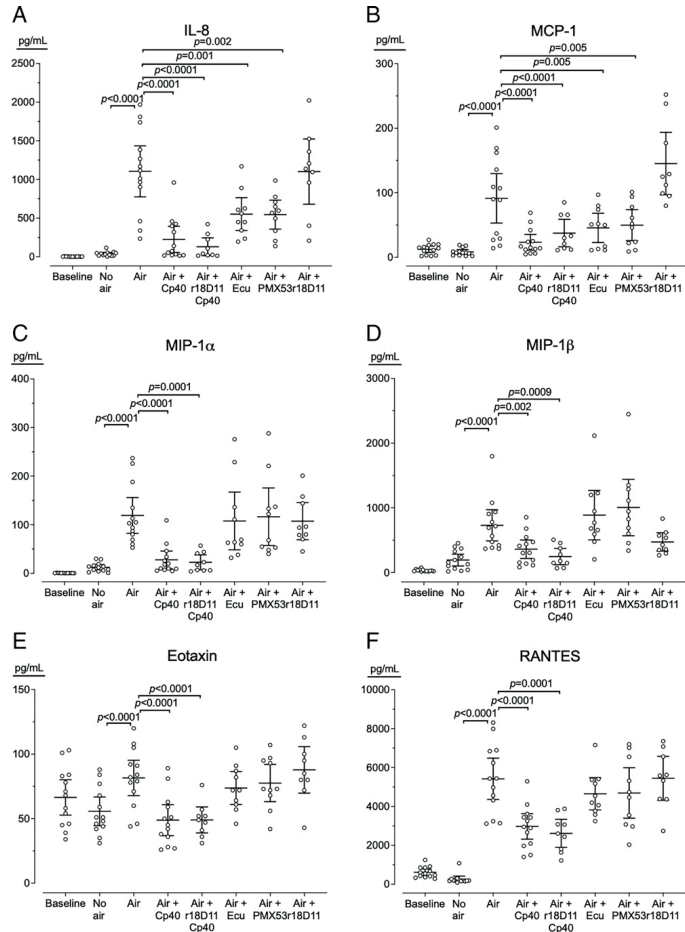 A
IL-8
pg/mL
p=0.002
p=0.001
p<0.0001
p<0.0001
p<0.0001
2500
2000
1500
1000
500
0
Baseline No air Air Air + Cp40 Air + r18D11 Cp40 Air + Ecu Air + PMX53 Air + r18D11
B
MCP-1
pg/mL
p=0.005
p=0.005
p<0.0001
p<0.0001
p<0.0001
300
200
100
0
Baseline No air Air Air + Cp40 Air + r18D11 Cp40 Air + Ecu Air + PMX53 Air + r18D11
C
MIP-1α
pg/mL
p=0.0001
p<0.0001
p<0.0001
400
300
200
100
0
Baseline No air Air Air + Cp40 Air + r18D11 Cp40 Air + Ecu Air + PMX53 Air + r18D11
D
MIP-1β
pg/mL
p=0.0009
p=0.002
p<0.0001
3000
2000
1000
0
Baseline No air Air Air + Cp40 Air + r18D11 Cp40 Air + Ecu Air + PMX53 Air + r18D11
E
Eotaxin
pg/mL
p<0.0001
p<0.0001
p<0.0001
150
100
50
0
Baseline No air Air Air + Cp40 Air + r18D11 Cp40 Air + Ecu Air + PMX53 Air + r18D11
F
RANTES
pg/mL
p=0.0001
p<0.0001
p<0.0001
10000
8000
6000
4000
2000
0
Baseline No air Air Air + Cp40 Air + r18D11 Cp40 Air + Ecu Air + PMX53 Air + r18D11